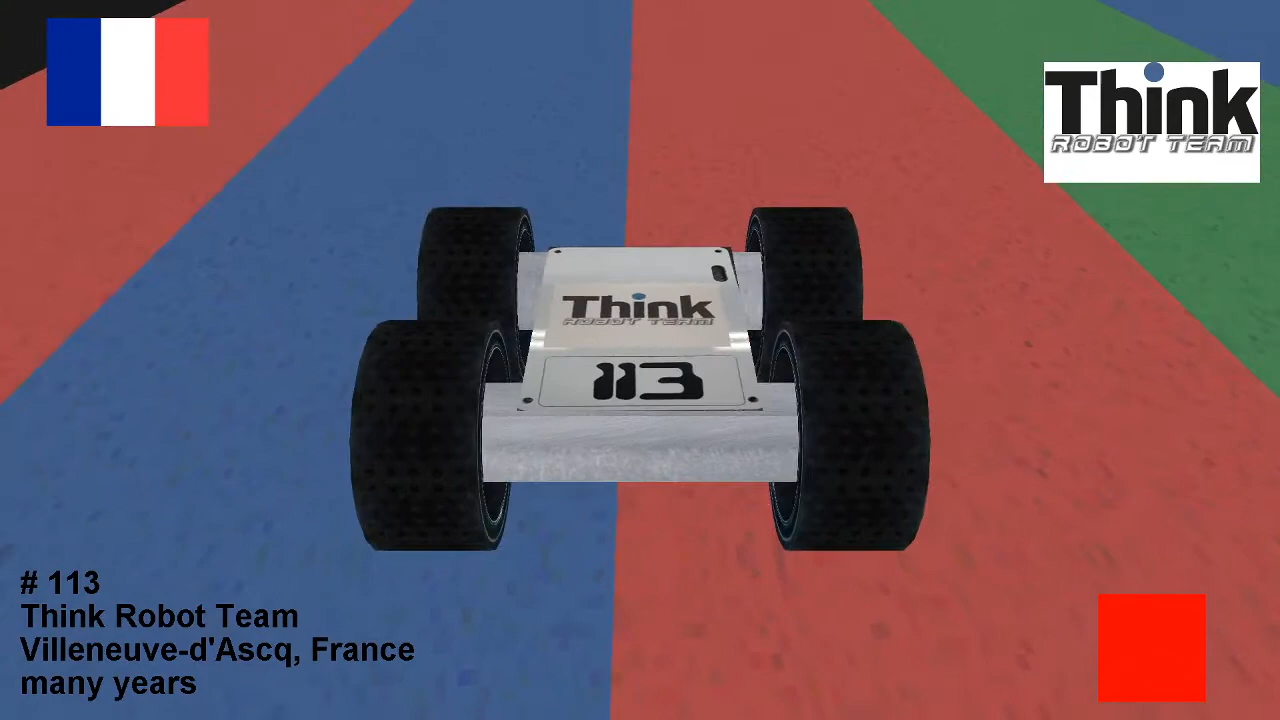 Think
ROBOT TEAM
Think
ROBOT TEAM
113
# 113
Think Robot Team
Villeneuve-d'Ascq, France
many years